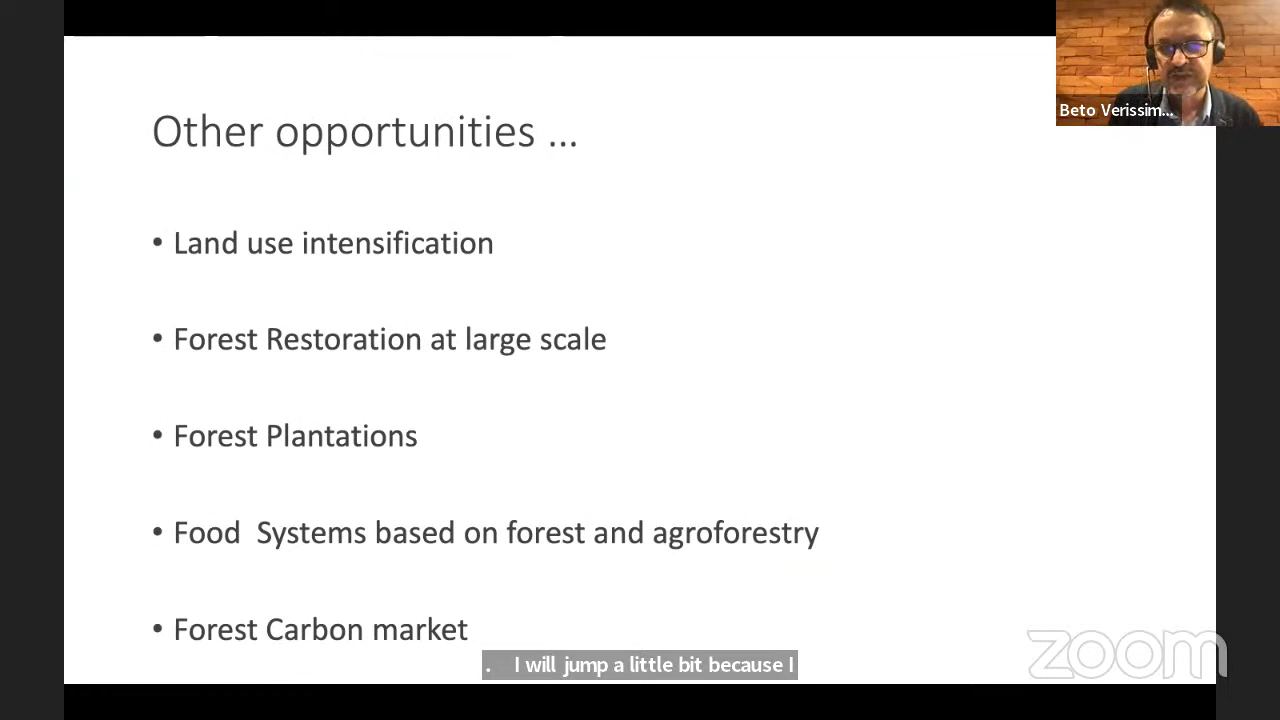 Other opportunities ...
• Land use intensification
• Forest Restoration at large scale
• Forest Plantations
• Food  Systems based on forest and agroforestry
• Forest Carbon market
. I will jump a little bit because I
Beto Verissim...
zoom